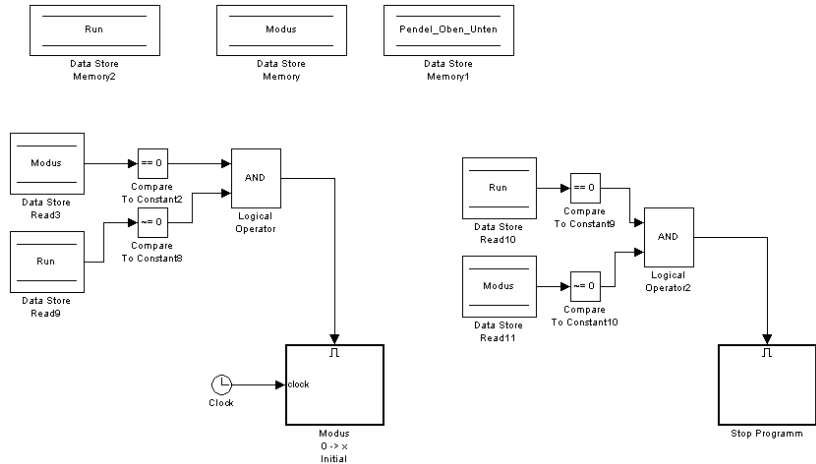 Run
Data Store
Memory2
Modus
Data Store
Memory
Pendel_Oben_Unten
Data Store
Memory1
Modus
Data Store
Read3
== 0
Compare
To Constant2
AND
Logical
Operator
Run
Data Store
Read9
~= 0
Compare
To Constant8
Run
Data Store
Read10
== 0
Compare
To Constant9
AND
Logical
Operator2
Modus
Data Store
Read11
~= 0
Compare
To Constant10
Clock
clock
Modus
0 -> x
Initial
Stop Programm